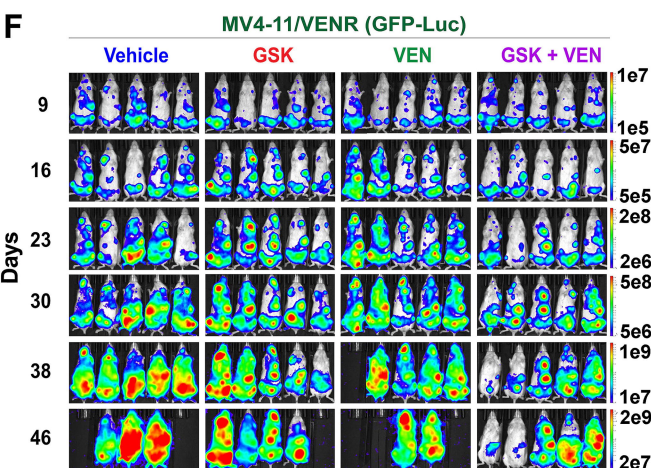 F
MV4-11/VENR (GFP-Luc)
Vehicle GSK VEN GSK + VEN
Days
9
1e7
1e5
16
5e7
5e5
23
2e8
2e6
30
5e8
5e6
38
1e9
1e7
46
2e9
2e7